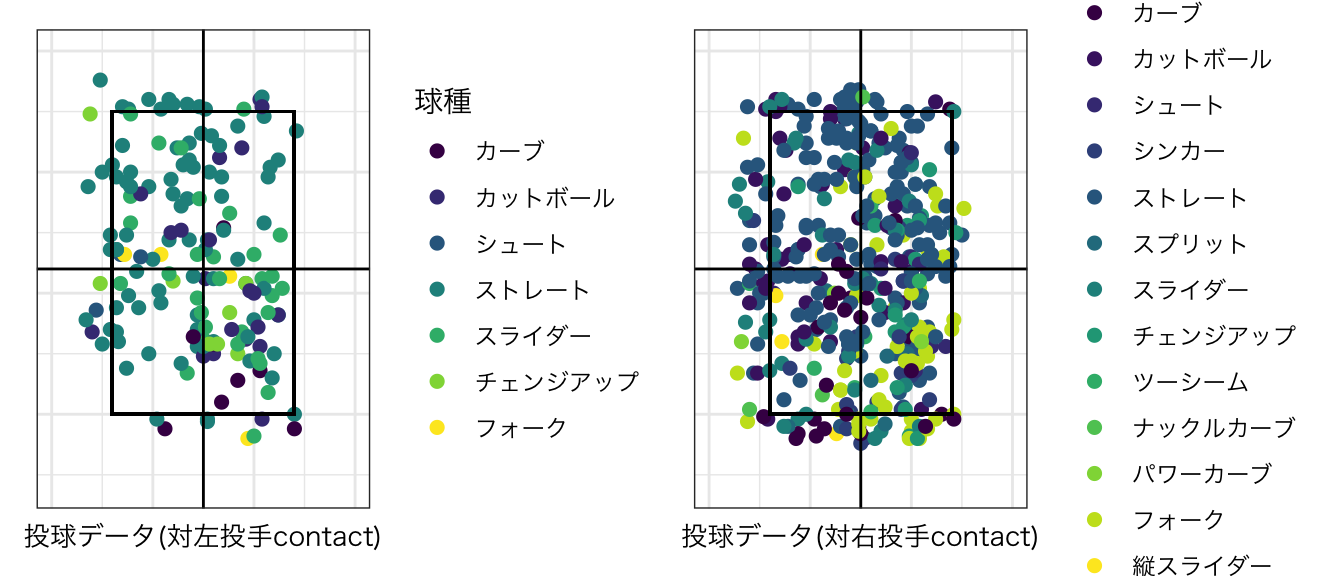 球種
カーブ
カットボール
シュート
ストレート
スライダー
チェンジアップ
フォーク
投球データ(対左投手contact)
カーブ
カットボール
シュート
シンカー
ストレート
スプリット
スライダー
チェンジアップ
ツーシーム
ナックルカーブ
パワーカーブ
フォーク
縦スライダー
投球データ(対右投手contact)